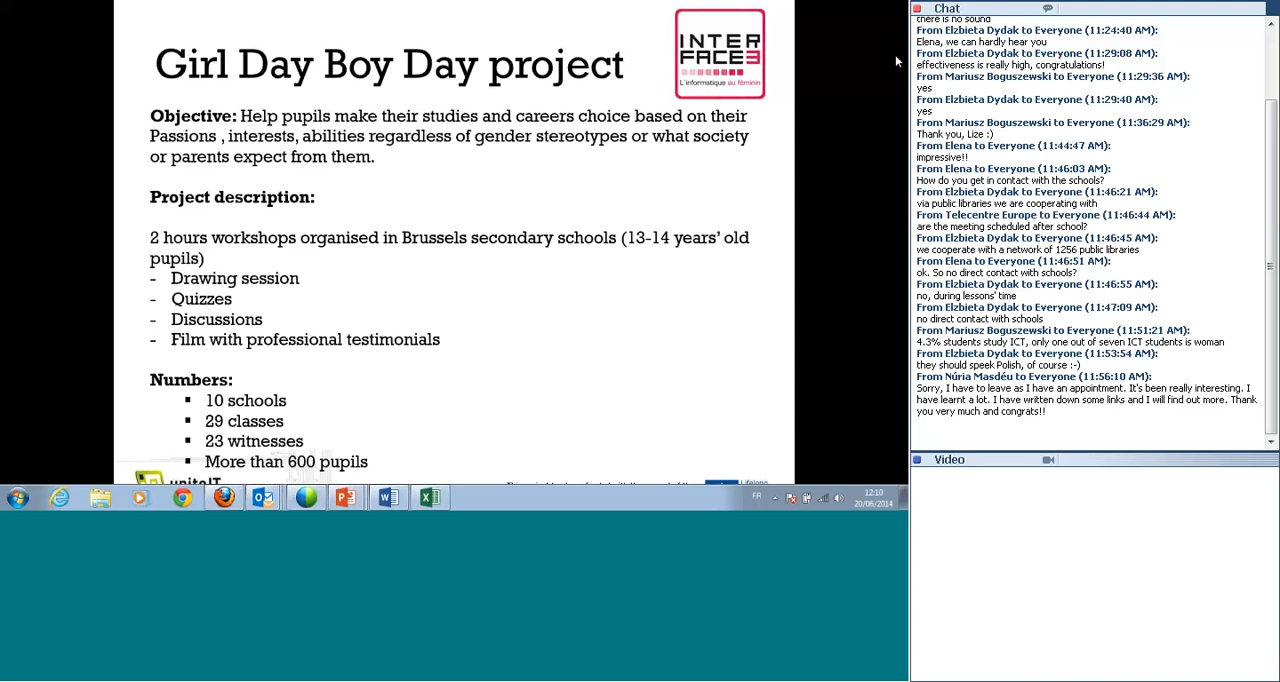 Girl Day Boy Day project
INTER
FACE3
L'informatique au féminin
Objective: Help pupils make their studies and careers choice based on their
Passions , interests, abilities regardless of gender stereotypes or what society
or parents expect from them.
Project description:
2 hours workshops organised in Brussels secondary schools (13-14 years' old
pupils)
- Drawing session
- Quizzes
- Discussions
- Film with professional testimonials
Numbers:
▪ 10 schools
▪ 29 classes
▪ 23 witnesses
▪ More than 600 pupils
uniteIT
Lifelong
FR
12:10
20/06/2014
Chat
there is no sound
From Elzbieta Dydak to Everyone (11:24:40 AM):
Elena, we can hardly hear you
From Elzbieta Dydak to Everyone (11:29:08 AM):
effectiveness is really high, congratulations!
From Mariusz Boguszewski to Everyone (11:29:36 AM):
yes
From Elzbieta Dydak to Everyone (11:29:40 AM):
yes
From Mariusz Boguszewski to Everyone (11:36:29 AM):
Thank you, Lize :)
From Elena to Everyone (11:44:47 AM):
impressive!!
From Elena to Everyone (11:46:03 AM):
How do you get in contact with the schools?
From Elzbieta Dydak to Everyone (11:46:21 AM):
via public libraries we are cooperating with
From Telecentre Europe to Everyone (11:46:44 AM):
are the meeting scheduled after school?
From Elzbieta Dydak to Everyone (11:46:45 AM):
we cooperate with a network of 1256 public libraries
From Elena to Everyone (11:46:51 AM):
ok. So no direct contact with schools?
From Elzbieta Dydak to Everyone (11:46:55 AM):
no, during lessons' time
From Elzbieta Dydak to Everyone (11:47:09 AM):
no direct contact with schools
From Mariusz Boguszewski to Everyone (11:51:21 AM):
4.3% students study ICT, only one out of seven ICT students is woman
From Elzbieta Dydak to Everyone (11:53:54 AM):
they should speek Polish, of course :-)
From Núria Masdéu to Everyone (11:56:10 AM):
Sorry, I have to leave as I have an appointment. It's been really interesting. I
have learnt a lot. I have written down some links and I will find out more. Thank
you very much and congrats!!
Video